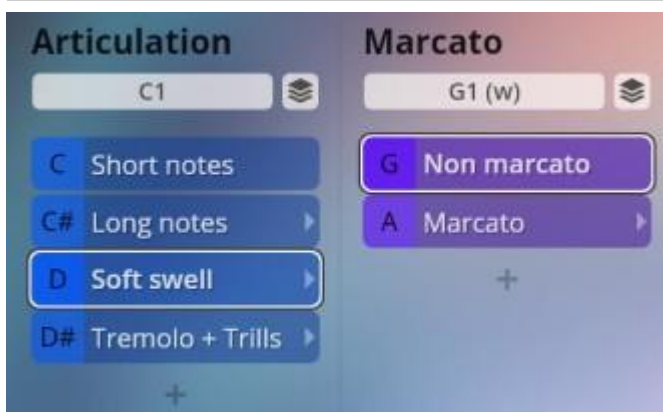 Articulation
C1
C Short notes
C# Long notes
D Soft swell
D# Tremolo + Trills
+
Marcato
G1 (w)
G Non marcato
A Marcato
+